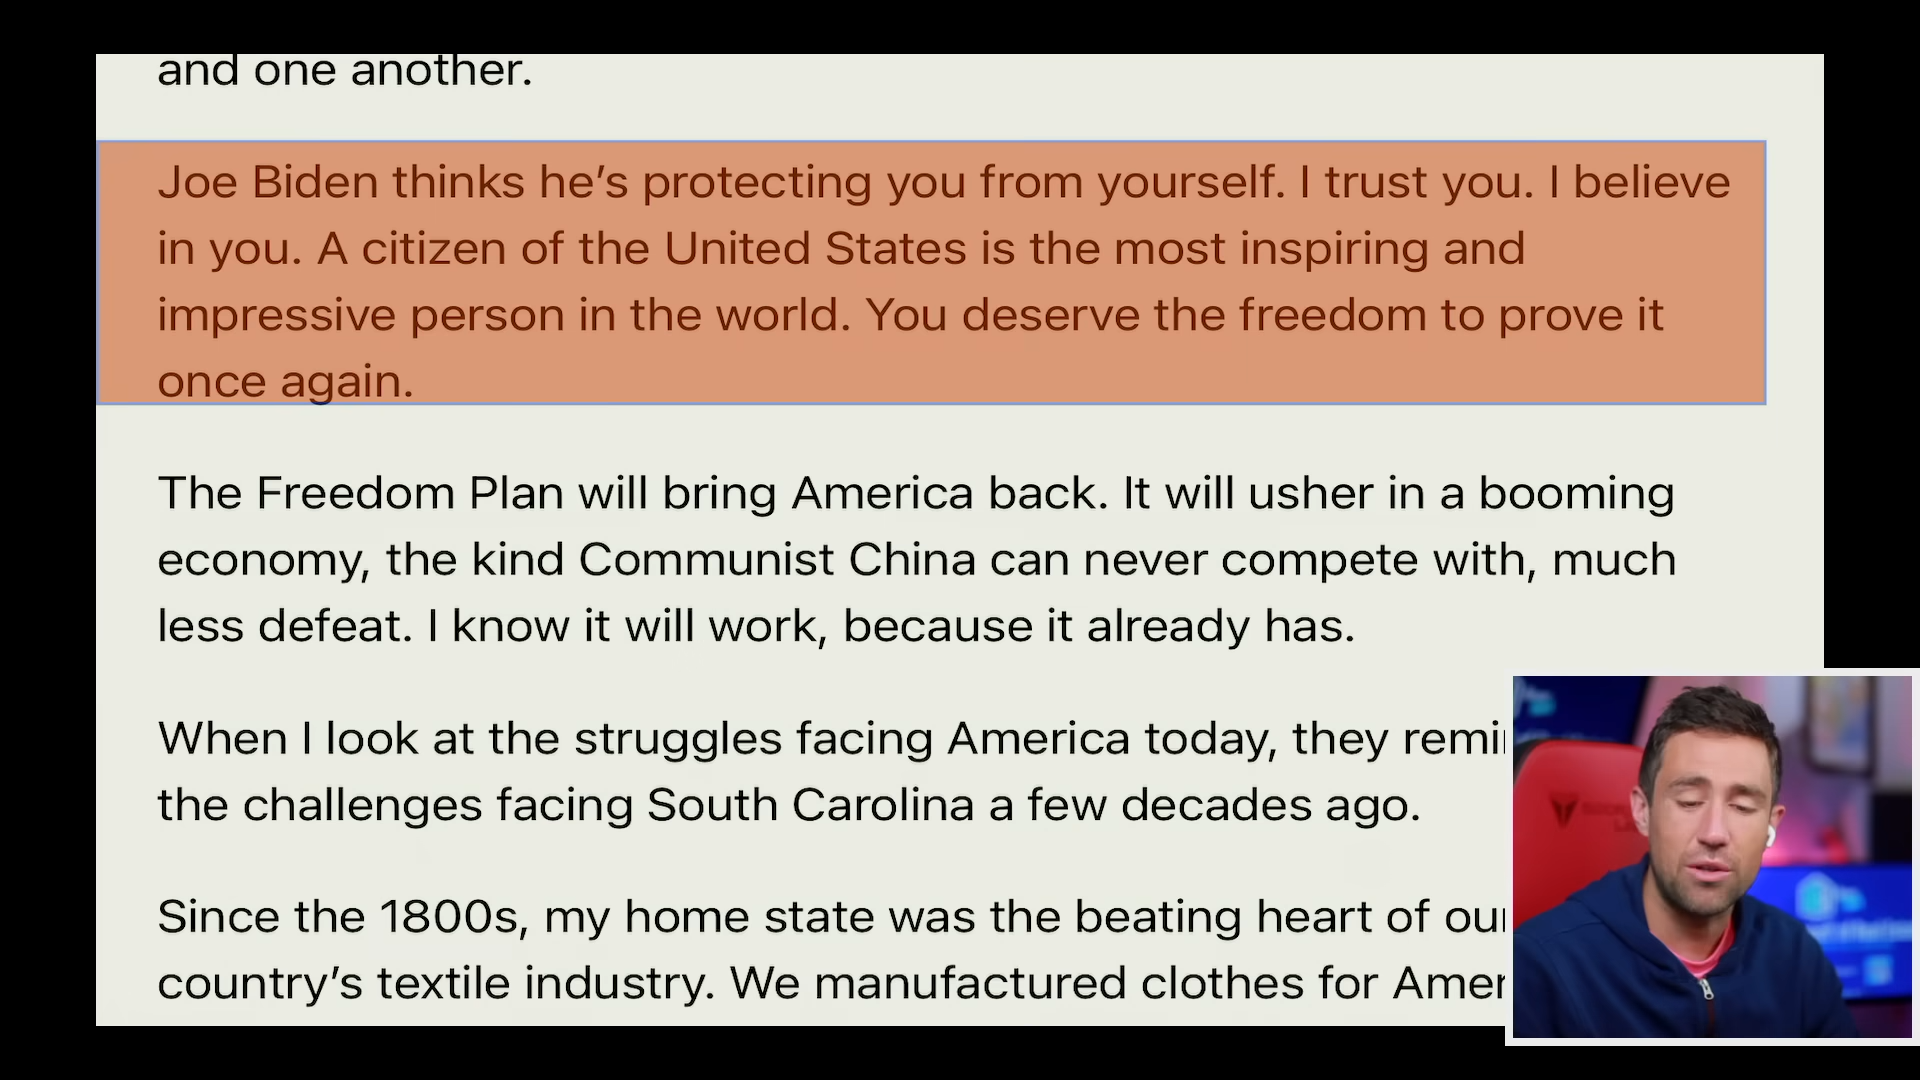 and one another.
Joe Biden thinks he’s protecting you from yourself. I trust you. I believe
in you. A citizen of the United States is the most inspiring and
impressive person in the world. You deserve the freedom to prove it
once again.
The Freedom Plan will bring America back. It will usher in a booming
economy, the kind Communist China can never compete with, much
less defeat. I know it will work, because it already has.
When I look at the struggles facing America today, they
the challenges facing South Carolina a few decades ago.
Since the 1800s, my home state was the beating heart of
country’s textile industry. We manufactured clothes for